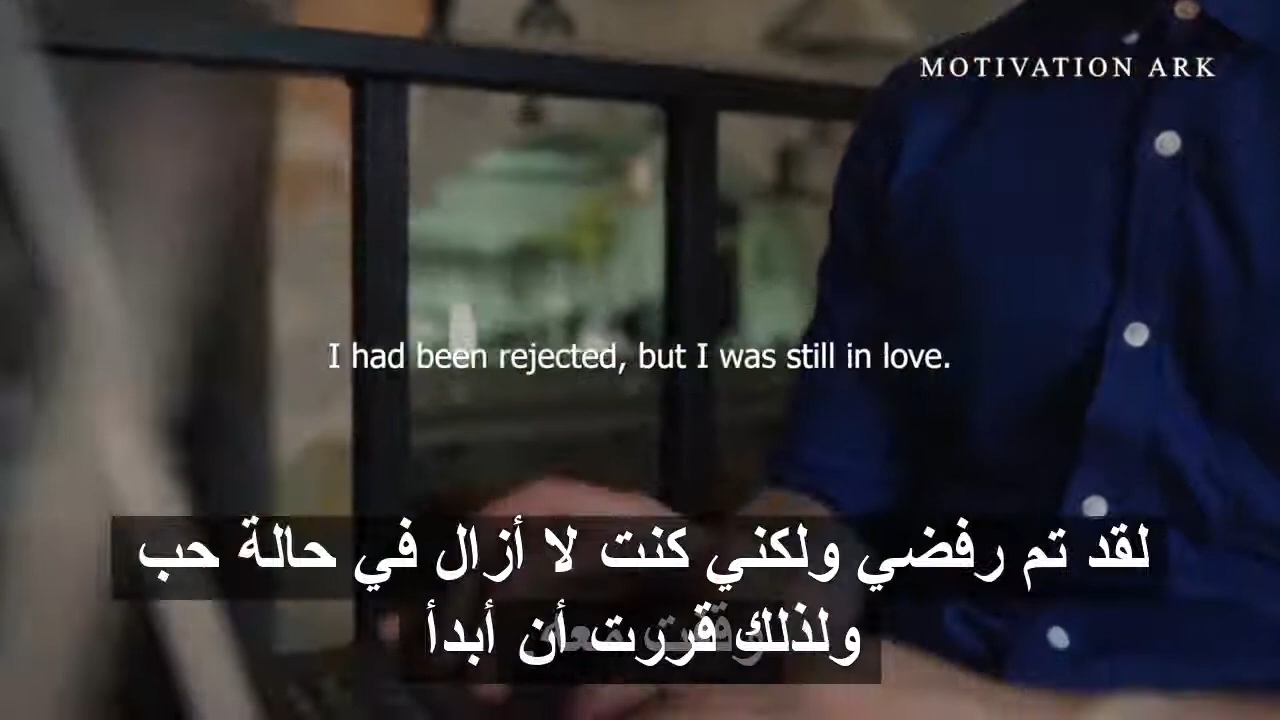 MOTIVATION ARK
I had been rejected, but I was still in love.
لقد تم رفضي ولكني كنت لا أزال في حالة حب
ولذلك قررت أن أبدأ